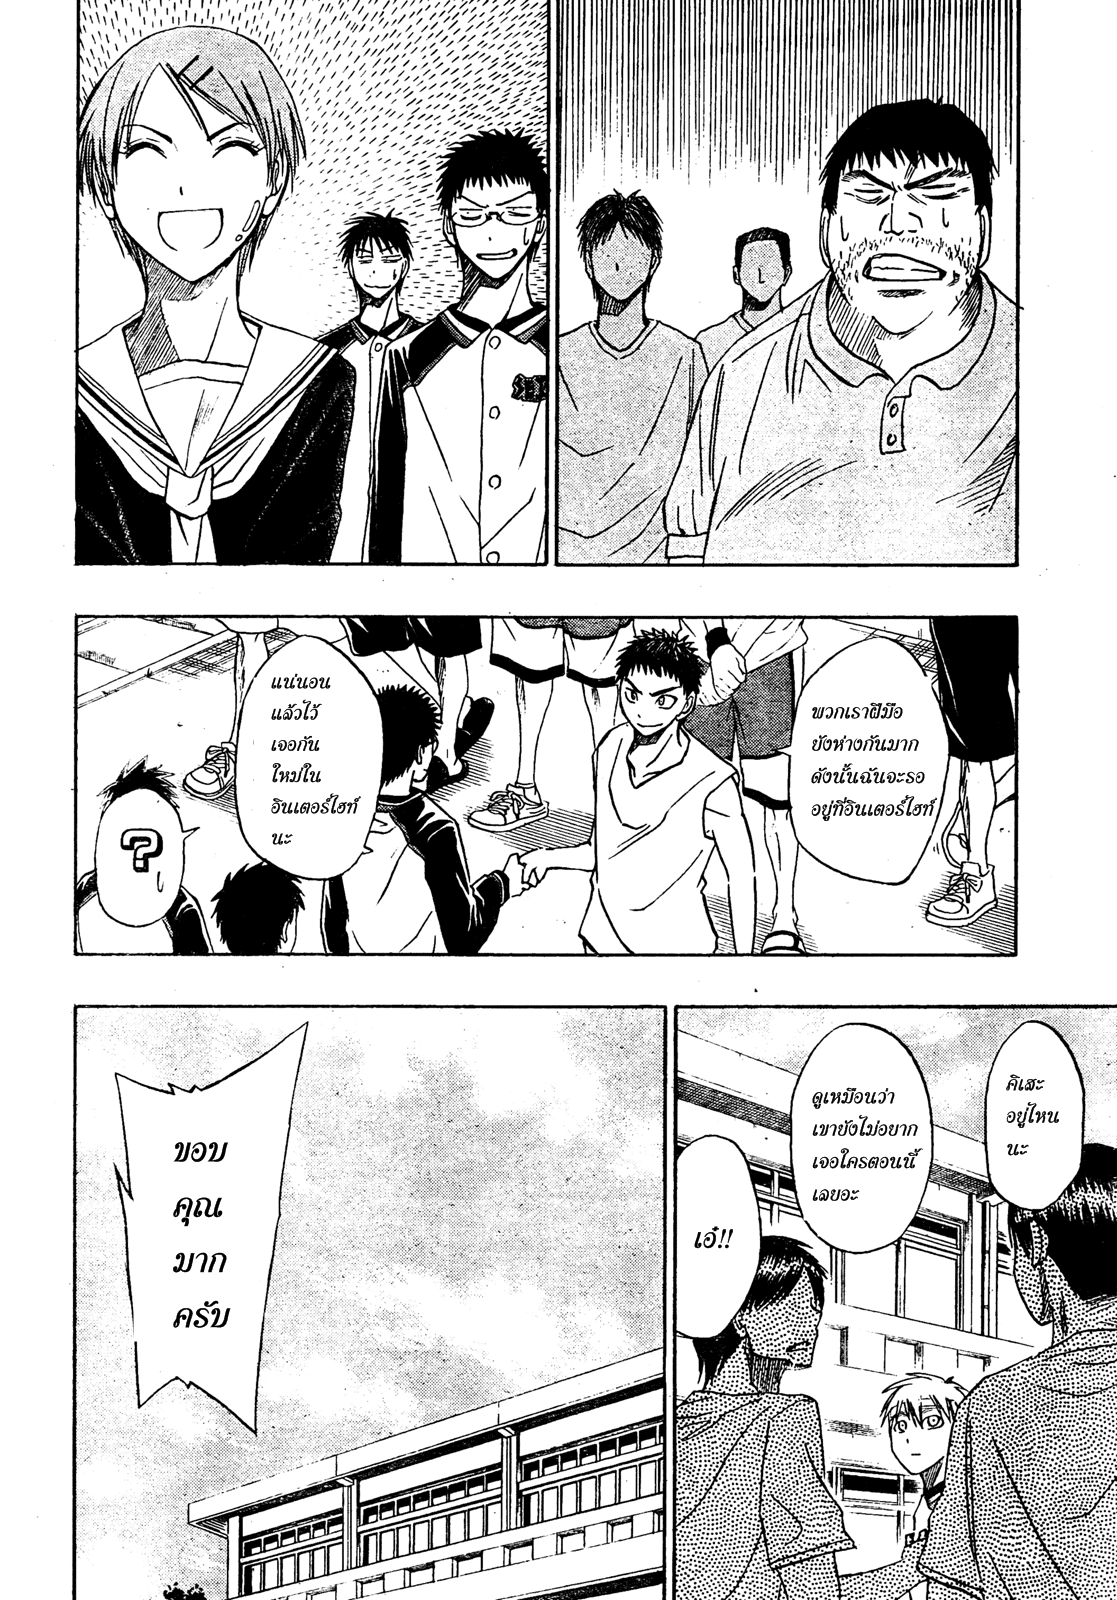 พวกเราฝีมือ
ยังห่างกันมาก
ดังนั้นฉันจะรอ
อยู่ที่อินเตอร์ไฮท์
แน่นอน
แล้วไว้
เจอกัน
ใหม่ใน
อินเตอร์ไฮท์
นะ
?
คิเสะ
อยู่ไหน
นะ
ดูเหมือนว่า
เขายังไม่อยาก
เจอใครตอนนี้
เลยอะ
เอ๋!!
ขอบ
คุณ
มาก
ครับ